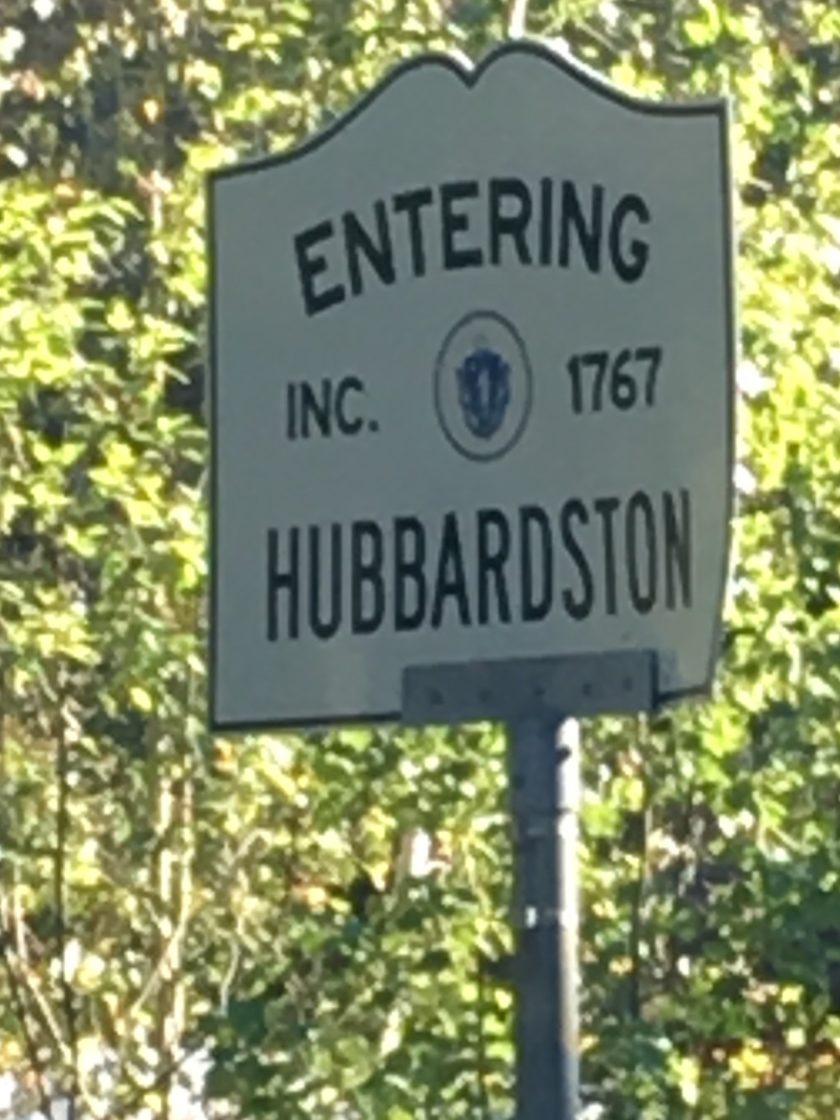 ENTERING
INC. 1767
HUBBARDSTON